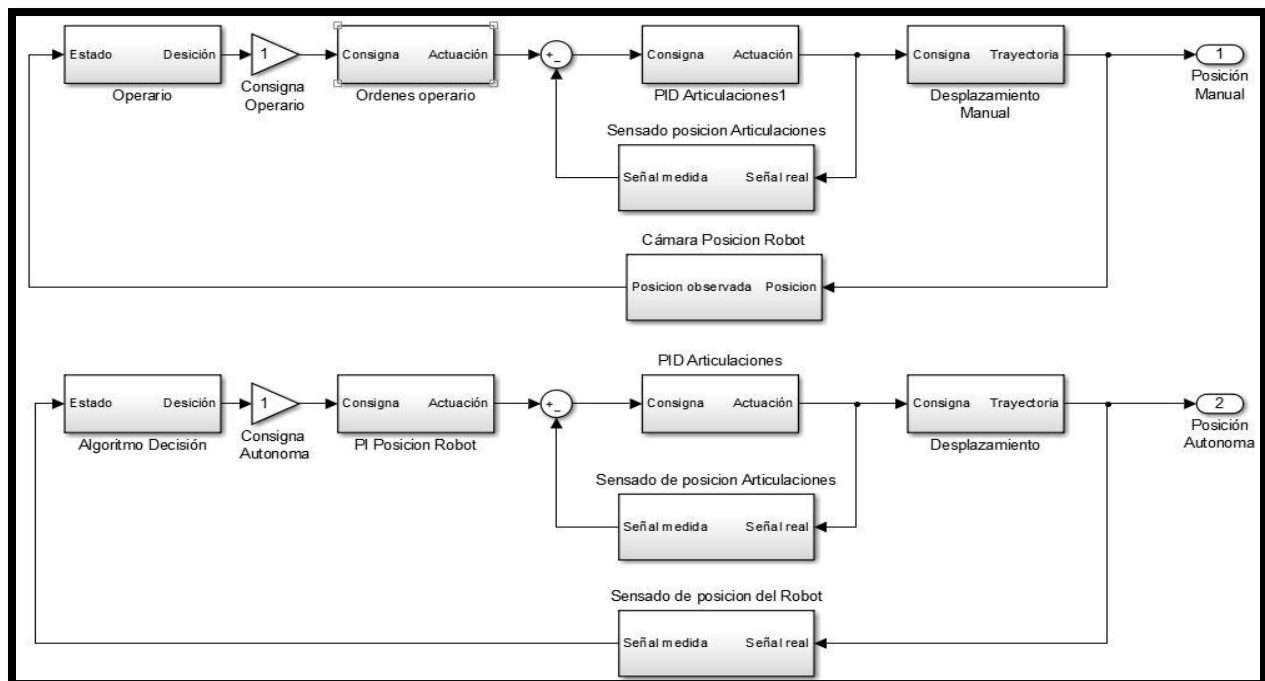 Estado Desición
Operario
1
Consigna
Operario
Consigna Actuación
Ordenes operario
+
-
Consigna Actuación
PID Articulaciones1
Consigna Trayectoria
Desplazamiento
Manual
1
Posición
Manual
Sensado posicion Articulaciones
Señal medida Señal real
Cámara Posicion Robot
Posicion observada Posicion
Estado Desición
Algoritmo Decisión
1
Consigna
Autonoma
Consigna Actuación
PI Posicion Robot
+
-
PID Articulaciones
Consigna Actuación
Consigna Trayectoria
Desplazamiento
2
Posición
Autonoma
Sensado de posicion Articulaciones
Señal medida Señal real
Sensado de posicion del Robot
Señal medida Señal real